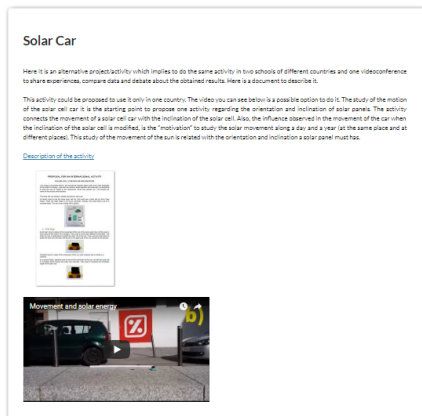 Solar Car
Here it is an alternative project/activity which implies to do the same activity in two schools of different countries and one videoconference
to share experiences, compare data and debate about the obtained results. Here is a document to describe it.
This activity could be proposed to use it only in one country. The video you can see below is a possible option to do it. The study of the motion
of the solar cell car it is the starting point to propose one activity regarding the orientation and inclination of solar panels. The activity
connects the movement of a solar cell car with the inclination of the solar cell. Also, the influence observed in the movement of the car when
the inclination of the solar cell is modified, is the "motivation" to study the solar movement along a day and a year (at the same place and at
different places). This study of the movement of the sun is related with the orientation and inclination a solar panel must has.
Description of the activity
PROPOSAL FOR AN INTERNATIONAL ACTIVITY
Movement and solar energy
b)